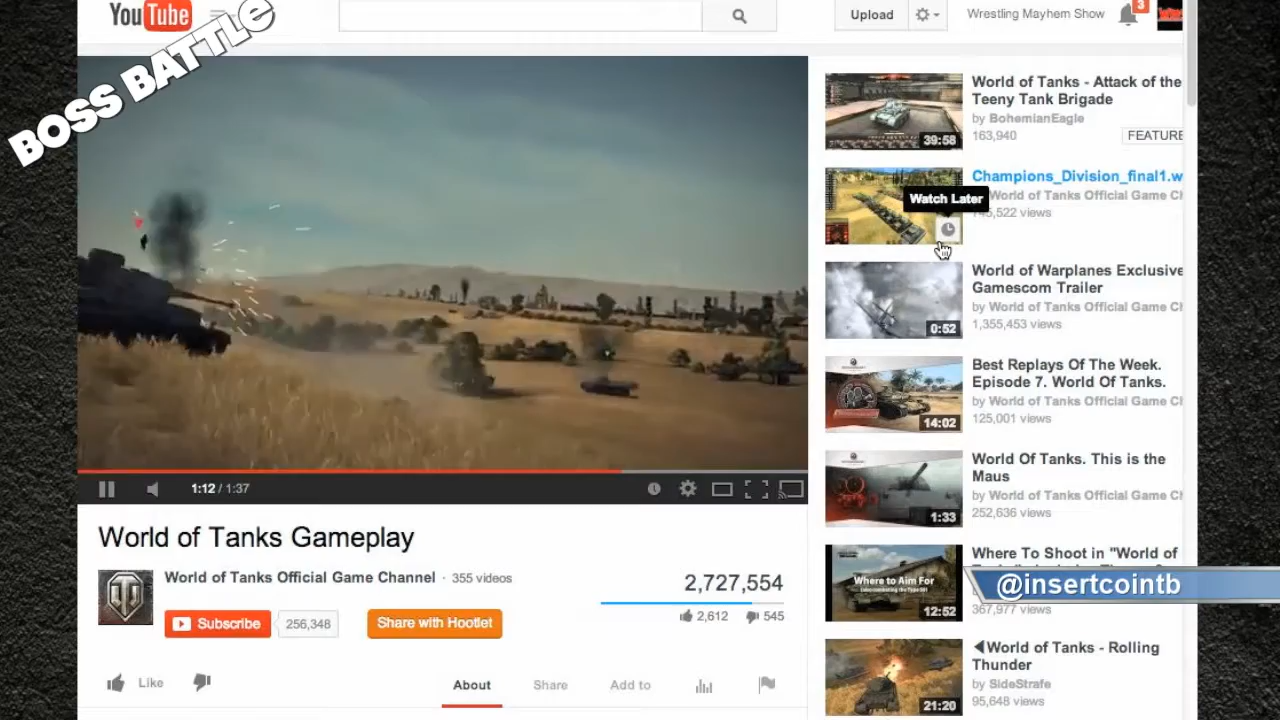 BOSS BATTLE
YouTube
Upload
Wrestling Mayhem Show
3
World of Tanks - Attack of the
Teeny Tank Brigade
by BohemianEagle
163,940
FEATURE
39:58
Champions_Division_final1.w
Watch Later
World of Tanks Official Game Ch
745,522 views
World of Warplanes Exclusive
Gamescom Trailer
by World of Tanks Official Game Ch
1,355,453 views
0:52
Best Replays Of The Week.
Episode 7. World Of Tanks.
by World of Tanks Official Game Ch
125,001 views
14:02
World Of Tanks. This is the
Maus
by World of Tanks Official Game Ch
252,636 views
1:33
Where To Shoot in "World of
Where to Aim For
@insertcointb
367,977 views
12:52
World of Tanks - Rolling
Thunder
by SideStrafe
95,648 views
21:20
1:12 / 1:37
World of Tanks Gameplay
World of Tanks Official Game Channel · 355 videos
2,727,554
Subscribe
256,348
Share with Hootlet
2,612
545
Like
About
Share
Add to